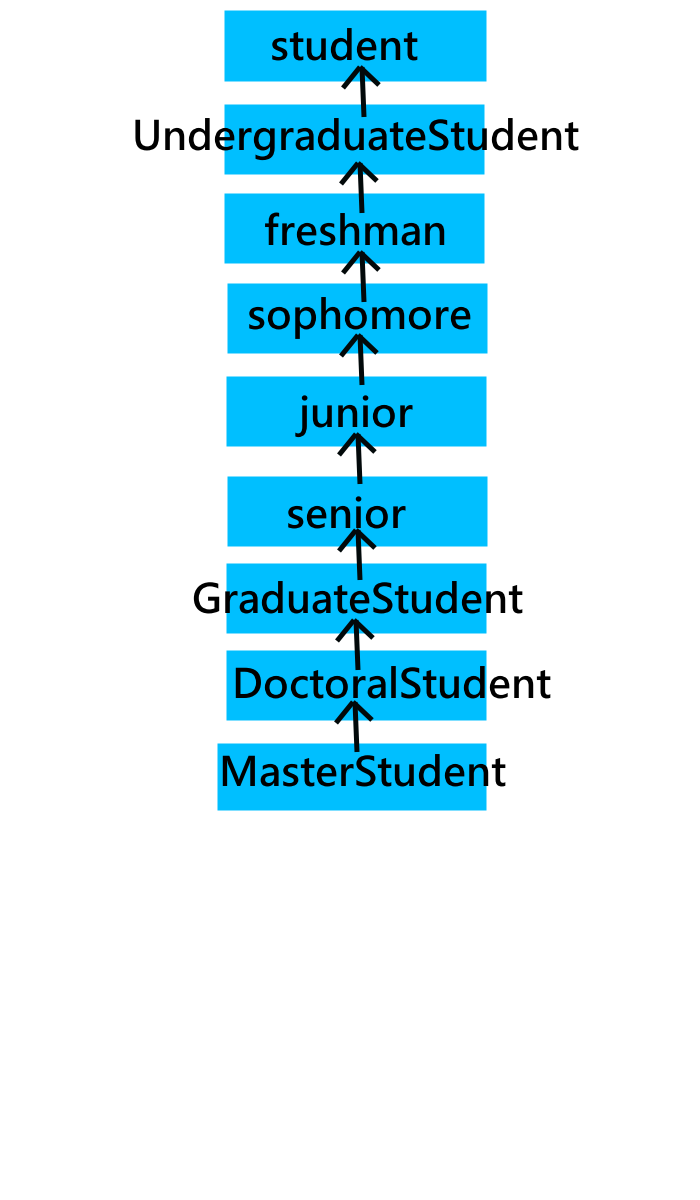 student
UndergraduateStudent
freshman
sophomore
junior
senior
GraduateStudent
DoctoralStudent
MasterStudent